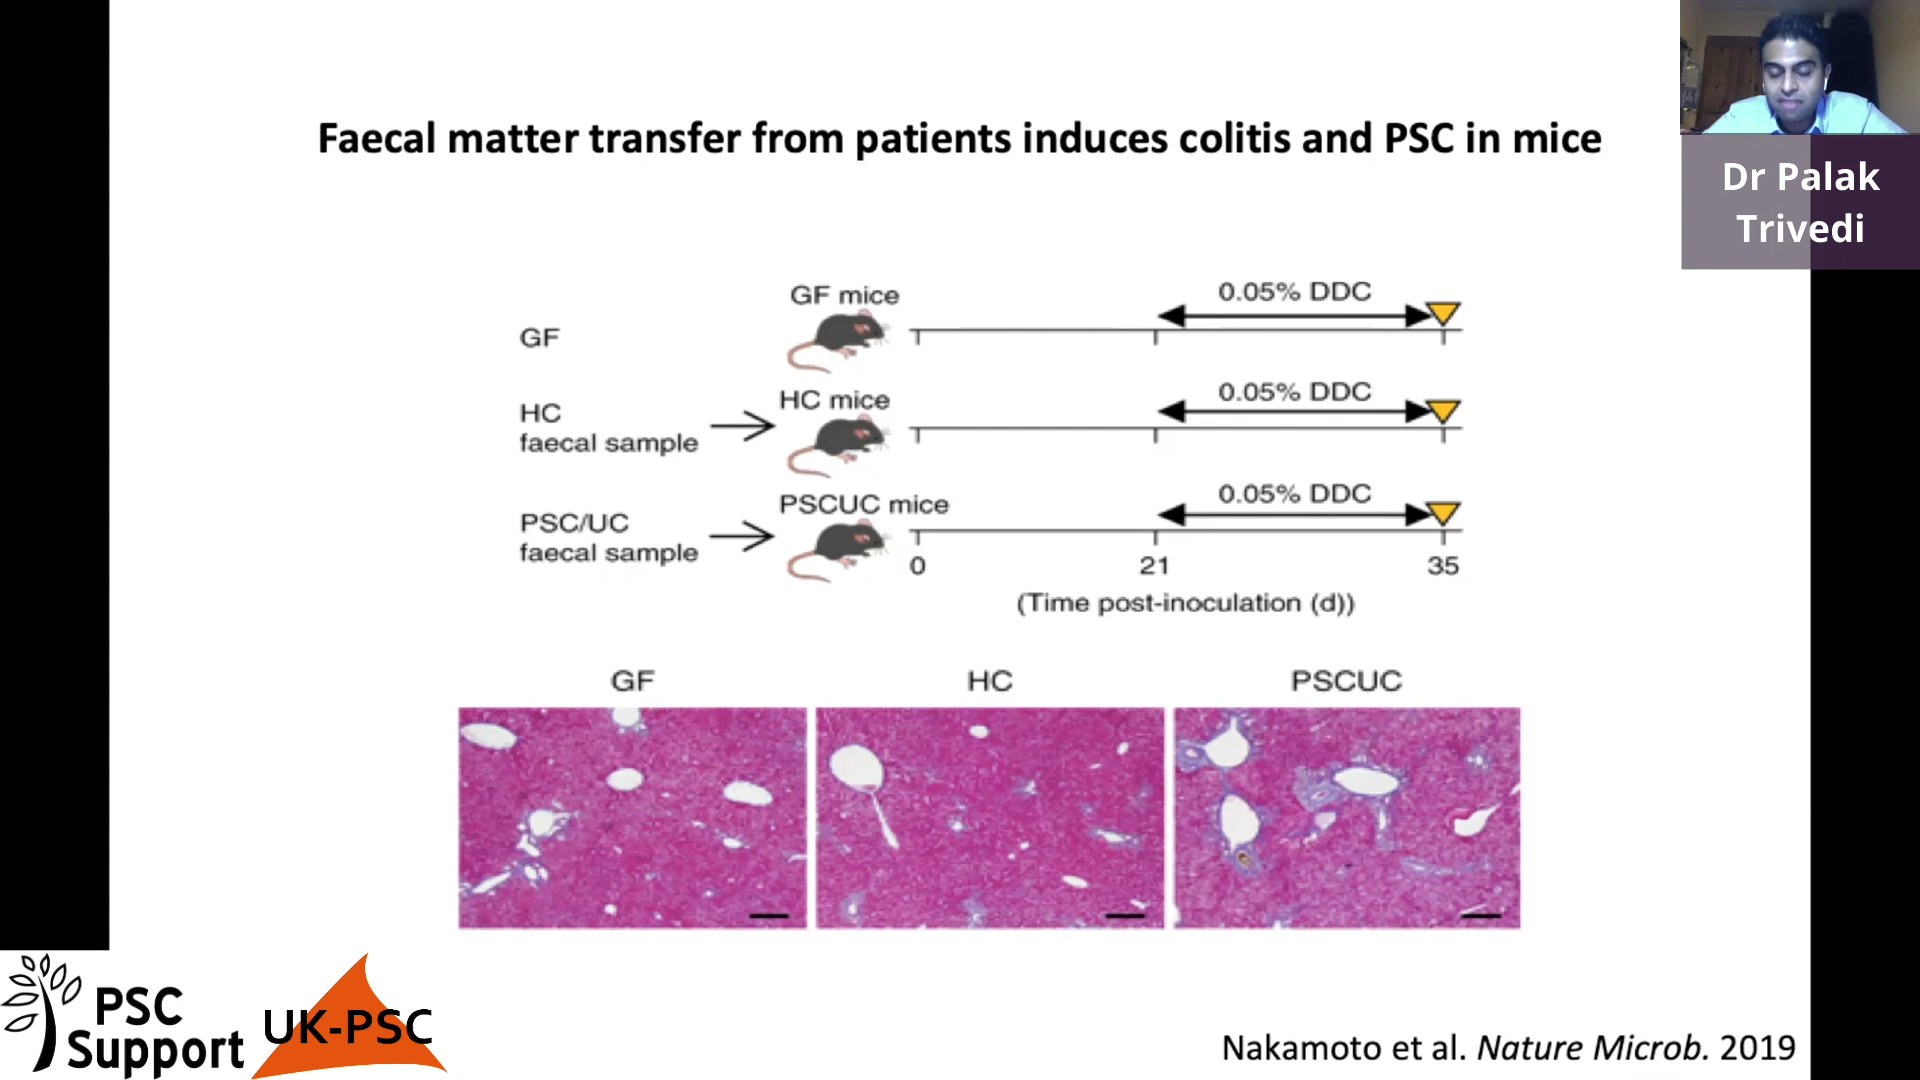 Faecal matter transfer from patients induces colitis and PSC in mice
Dr Palak
Trivedi
GF mice
0.05% DDC
GF
HC mice
0.05% DDC
HC
faecal sample
PSCUC mice
0.05% DDC
PSC/UC
faecal sample
0 21 35
(Time post-inoculation (d))
GF HC PSCUC
PSC
Support
UK-PSC
Nakamoto et al. Nature Microb. 2019